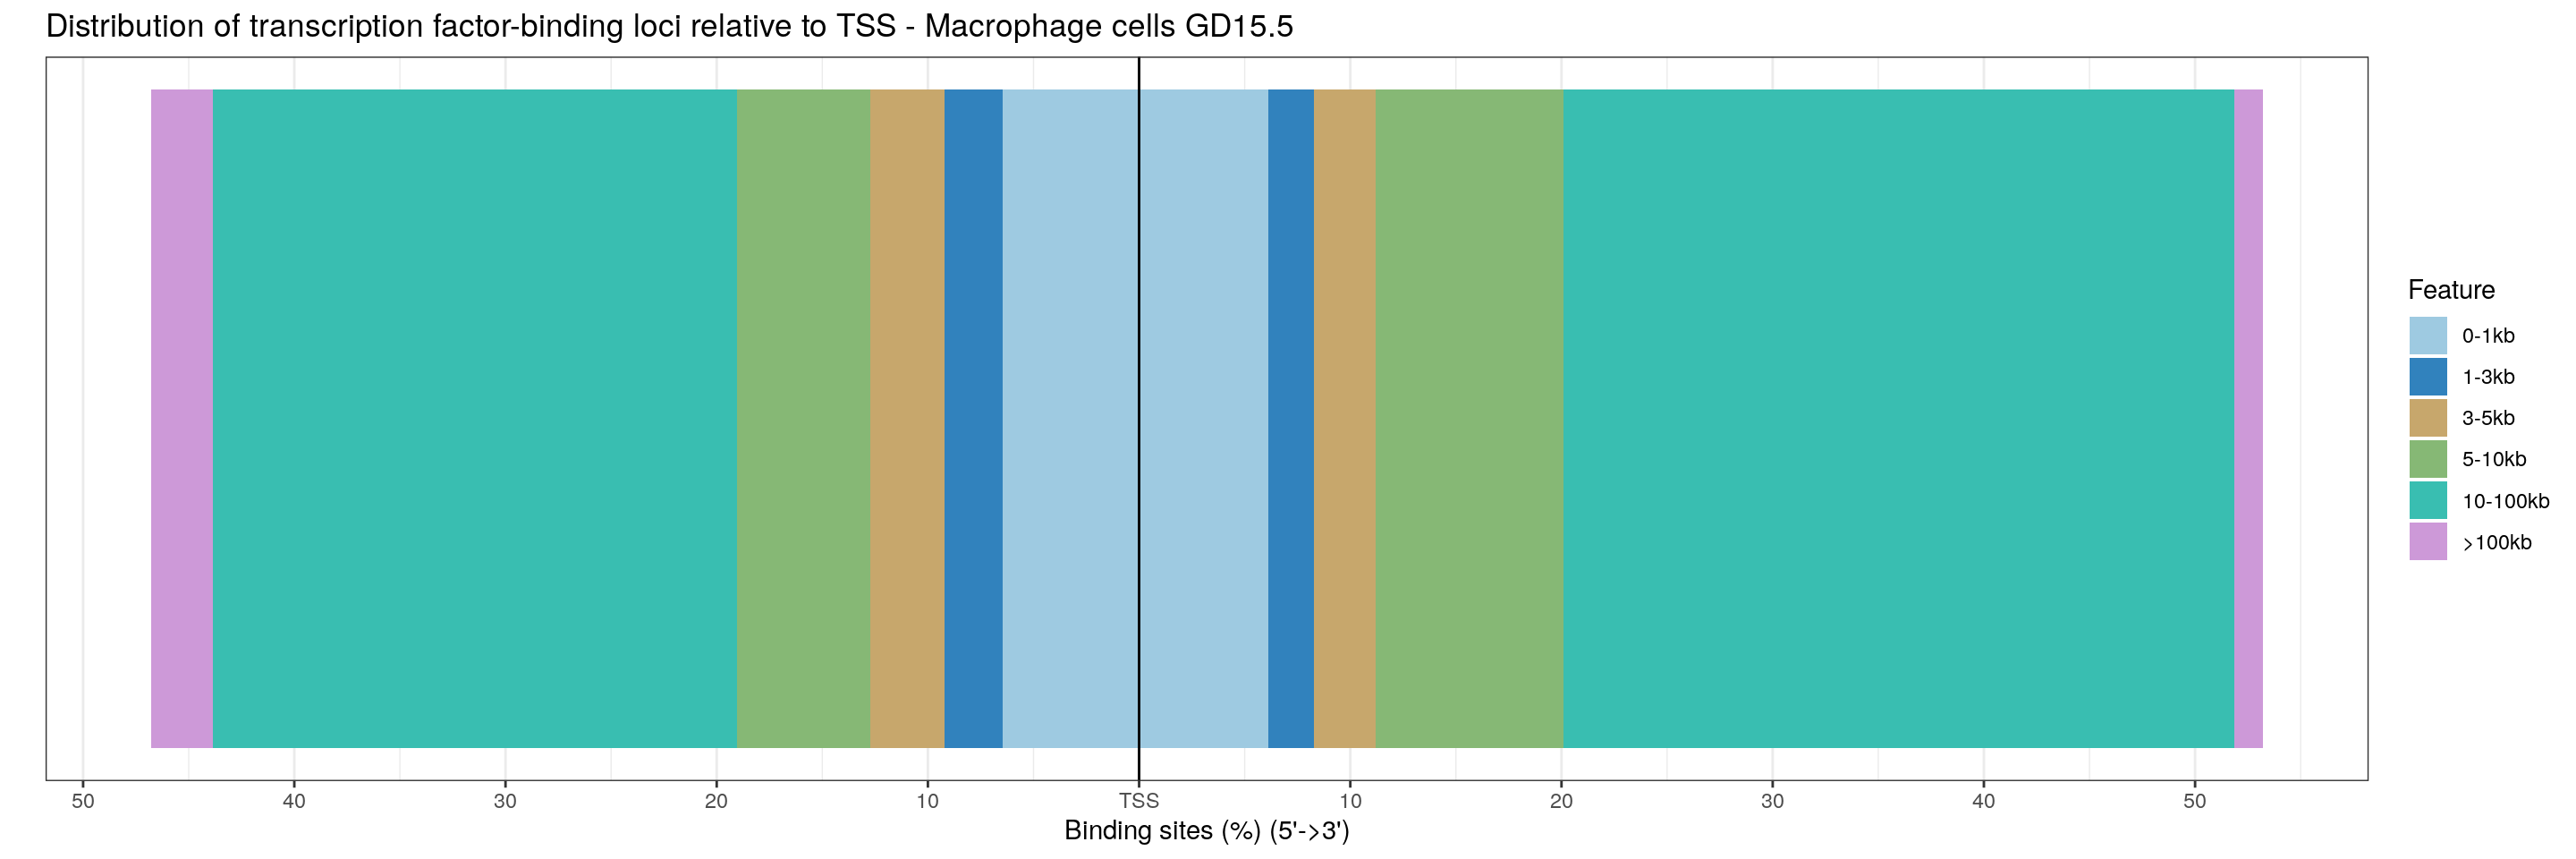 Distribution of transcription factor-binding loci relative to TSS - Macrophage cells GD15.5
Feature
0-1kb
1-3kb
3-5kb
5-10kb
10-100kb
>100kb
50 40 30 20 10 TSS 10 20 30 40 50
Binding sites (%) (5'->3')